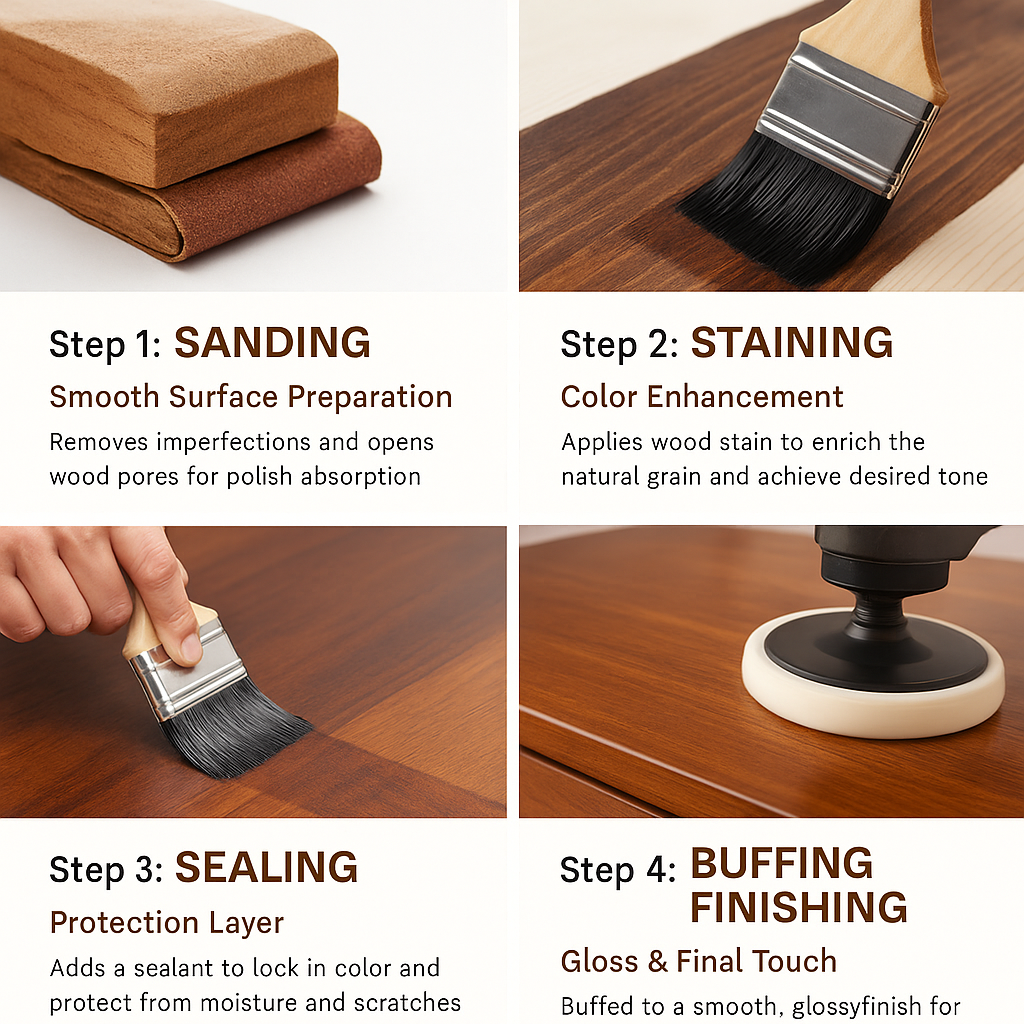 Step 1: SANDING
Smooth Surface Preparation
Removes imperfections and opens
wood pores for polish absorption
Step 2: STAINING
Color Enhancement
Applies wood stain to enrich the
natural grain and achieve desired tone
Step 3: SEALING
Protection Layer
Adds a sealant to lock in color and
protect from moisture and scratches
Step 4: BUFFING
FINISHING
Gloss & Final Touch
Buffed to a smooth, glossyfinish for